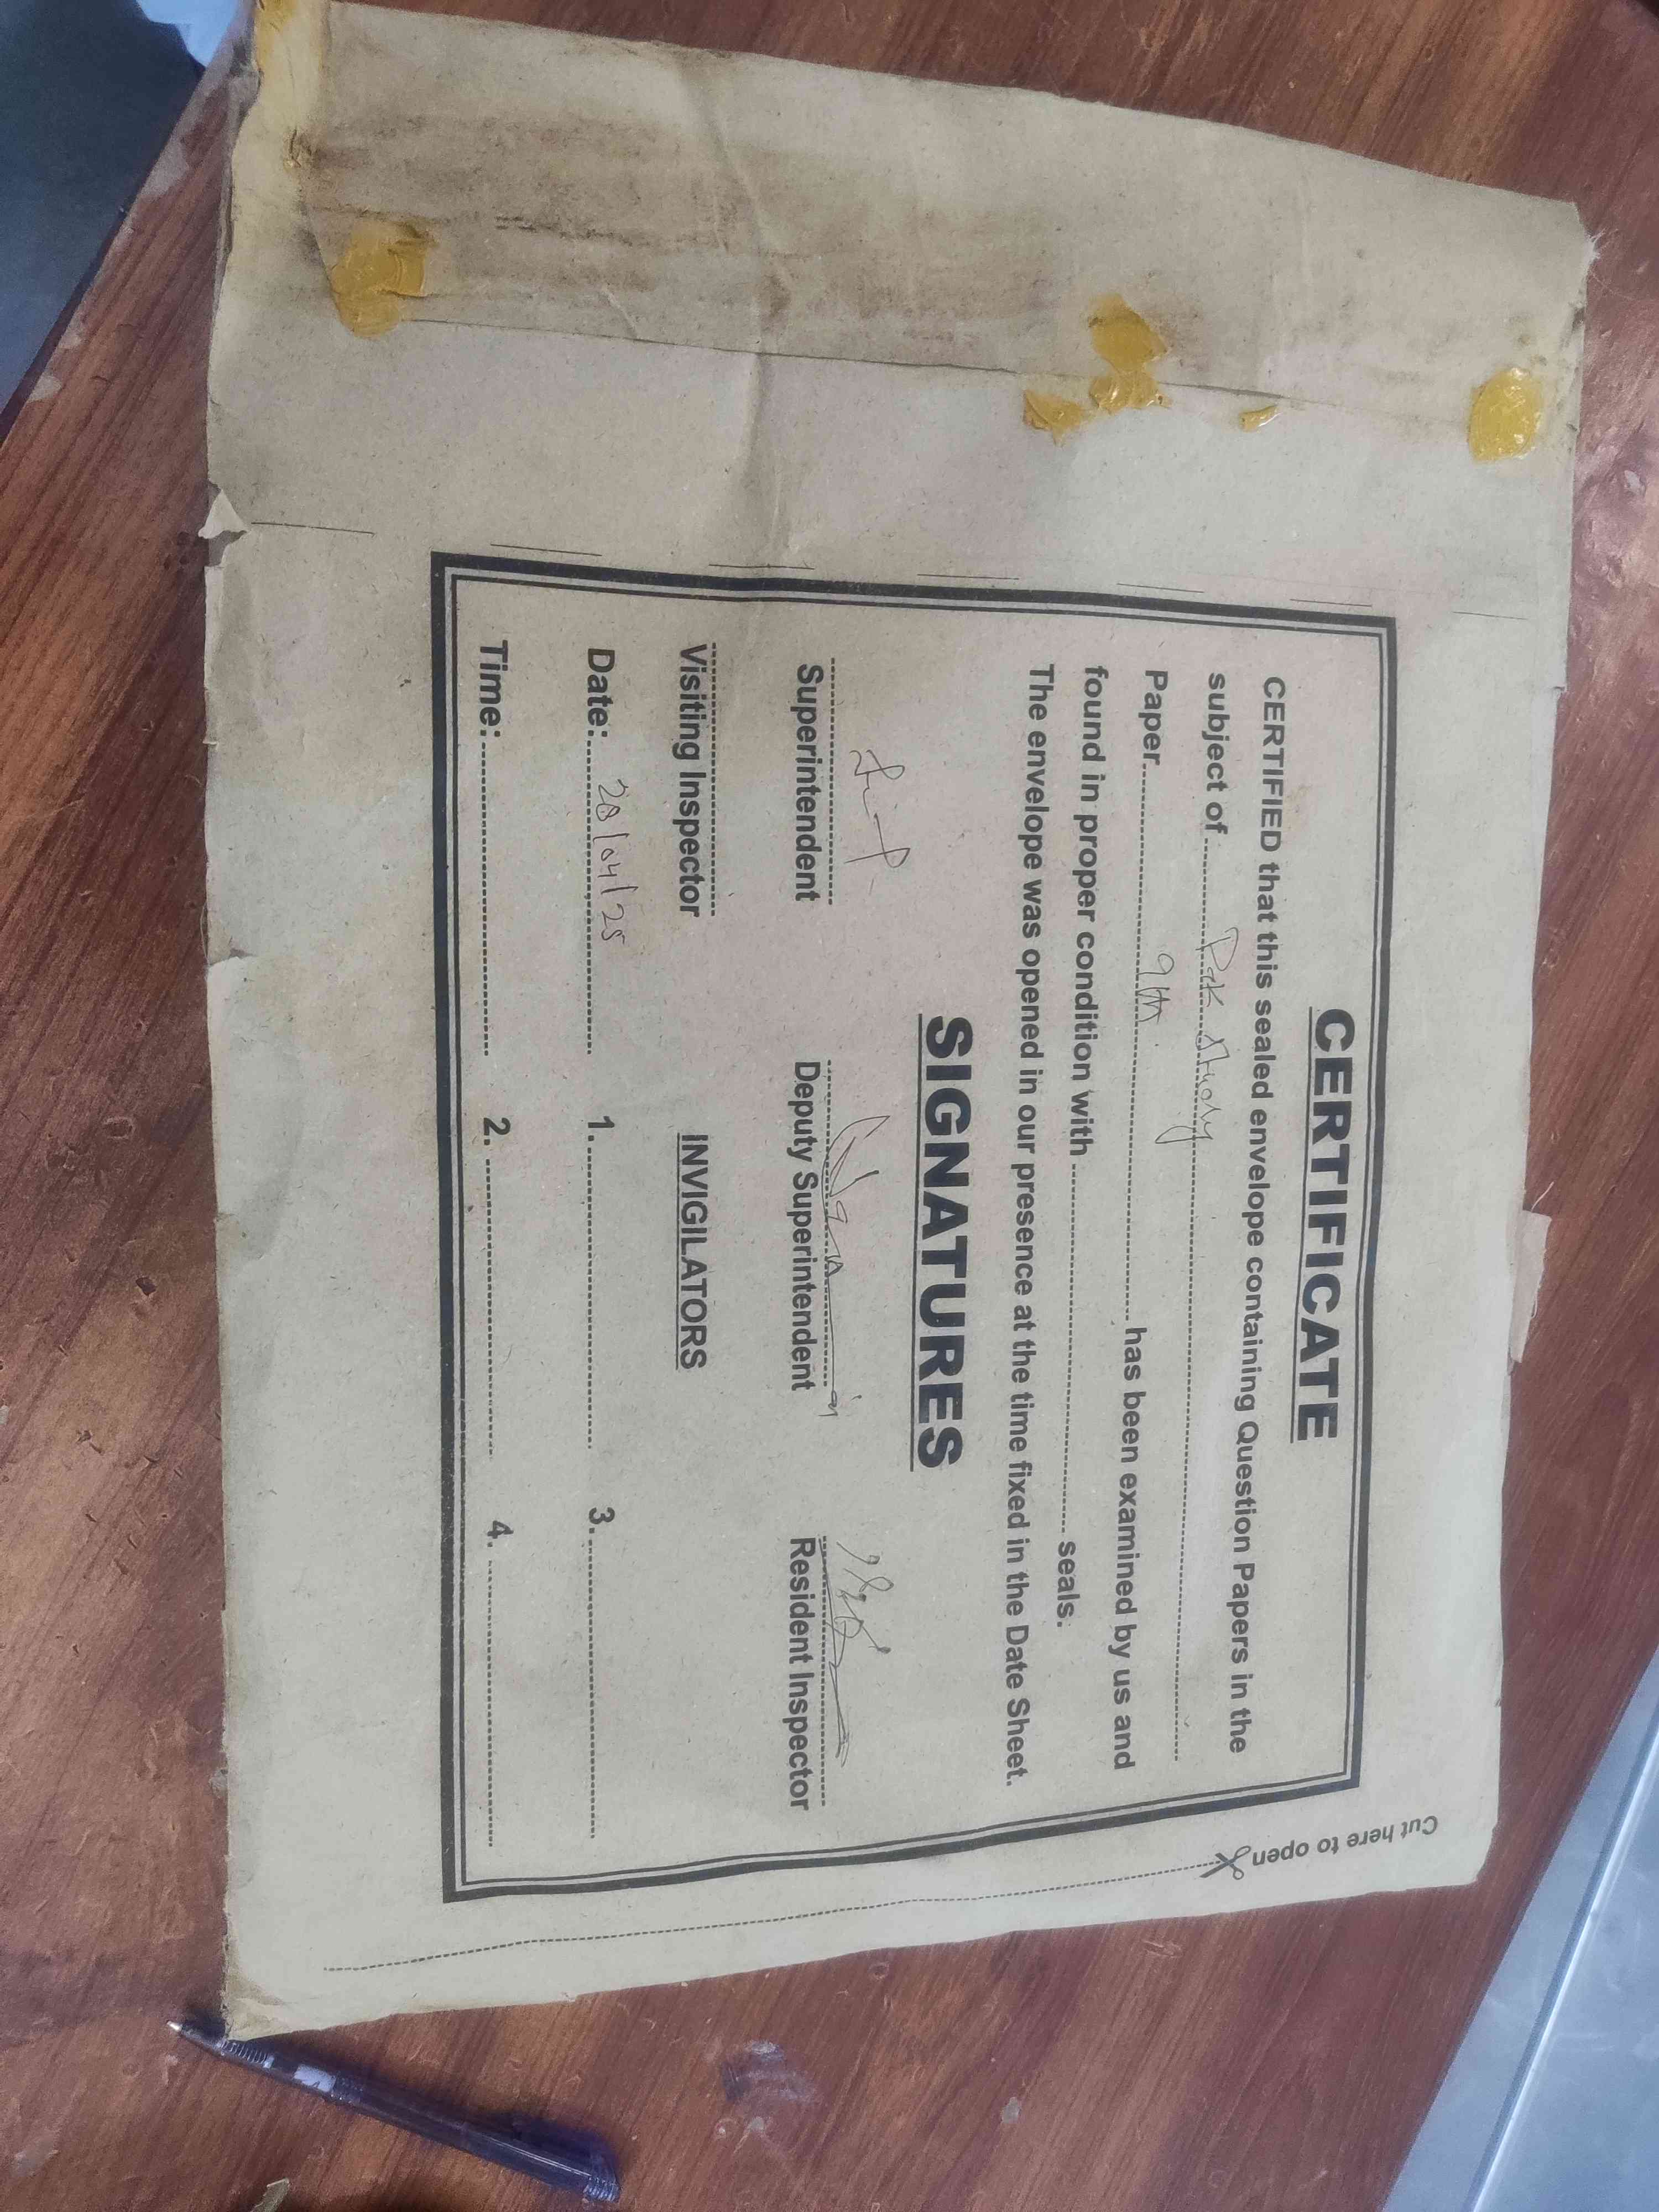 CERTIFICATE
CERTIFIED that this sealed envelope containing Question Papers in the
subject of Pak Study
Paper 9th has been examined by us and
found in proper condition with seals.
The envelope was opened in our presence at the time fixed in the Date Sheet.
SIGNATURES
Superintendent Deputy Superintendent Resident Inspector
Visiting Inspector INVIGILATORS
Date: 28/04/25 1. 3.
Time: 2. 4.
Cut here to open